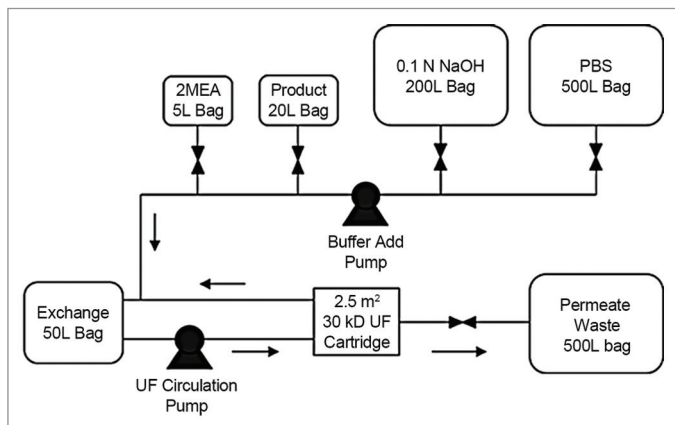 2MEA
5L Bag
Product
20L Bag
0.1 N NaOH
200L Bag
PBS
500L Bag
Buffer Add
Pump
Exchange
50L Bag
2.5 m²
30 kD UF
Cartridge
Permeate
Waste
500L bag
UF Circulation
Pump